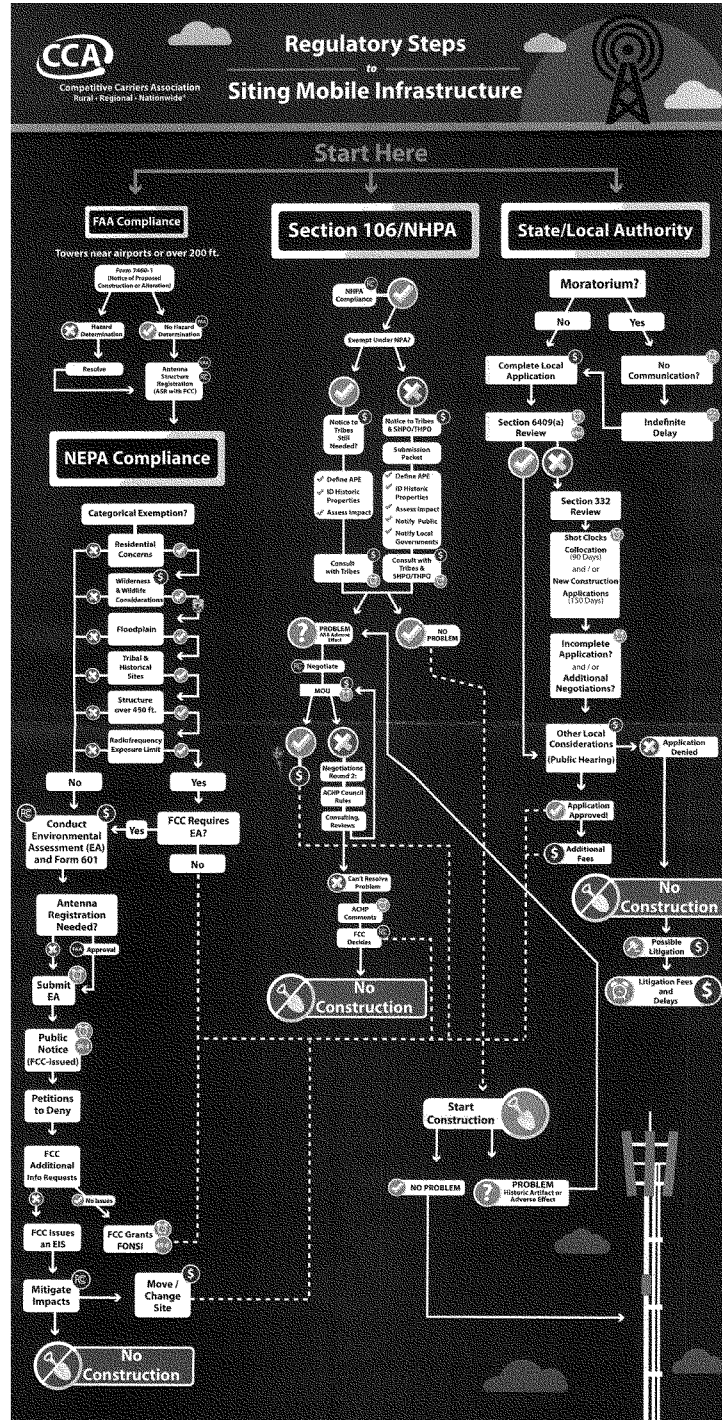 CCA
Competitive Carriers Association
Rural • Regional • Nationwide®
Regulatory Steps
to
Siting Mobile Infrastructure
Start Here
FAA Compliance
Towers near airports or over 200 ft.
Form 7460-1
(Notice of Proposed
Construction or Alteration)
Hazard
Determination
No Hazard
Determination
FAA
Resolve
Antenna
Structure
Registration
(ASR with FCC)
FAA
FCC
NEPA Compliance
Categorical Exemption?
Residential
Concerns
Wilderness
& Wildlife
Considerations
$
Floodplain
Tribal &
Historical
Sites
Structure
over 450 ft.
Radiofrequency
Exposure Limit
No
Yes
FCC
$
Conduct
Environmental
Assessment (EA)
and Form 601
Yes
FCC Requires
EA?
No
Antenna
Registration
Needed?
FAA Approval
Submit
EA
Public
Notice
(FCC-issued)
Petitions
to Deny
FCC
Additional
Info Requests
No Issues
FCC Issues
an EIS
FCC Grants
FONSI
Mitigate
Impacts
FCC
Move /
Change
Site
$
No
Construction
Section 106/NHPA
NHPA
Compliance
FCC
Exempt Under NPA?
Notice to
Tribes
Still
Needed?
$
Define APE
ID Historic
Properties
Assess Impact
Consult
with Tribes
$
Notice to Tribes
& SHPO/THPO
$
Submission
Packet
Define APE
ID Historic
Properties
Assess Impact
Notify Public
Notify Local
Governments
Consult with
Tribes &
SHPO/THPO
$
?
PROBLEM
AKA Adverse
Effect
NO
PROBLEM
FCC
Negotiate
MOU
$
$
Negotiations
Round 2:
ACHP Council
Rules
Consulting,
Reviews
Can't Resolve
Problem
ACHP
Comments
FCC
Decides
FCC
No
Construction
Start
Construction
NO PROBLEM
?
PROBLEM
Historic Artifact or
Adverse Effect
State/Local Authority
Moratorium?
No
Yes
Complete Local
Application
$
No
Communication?
Indefinite
Delay
Section 6409(a)
Review
Section 332
Review
Shot Clocks
Collocation
(90 Days)
and / or
New Construction
Applications
(150 Days)
Incomplete
Application?
and / or
Additional
Negotiations?
Other Local
Considerations
(Public Hearing)
$
Application
Denied
Application
Approved!
$
Additional
Fees
No
Construction
Possible
Litigation
$
Litigation Fees
and
Delays
$